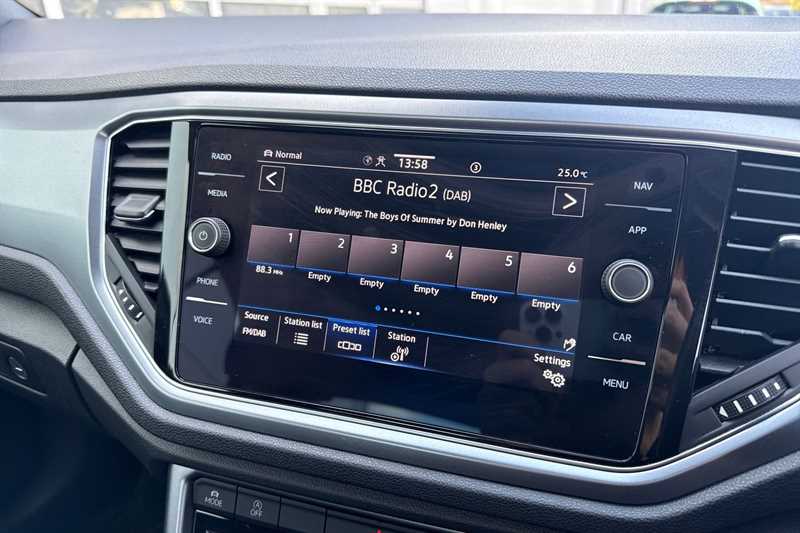 RADIO
MEDIA
PHONE
VOICE
Normal
13:58
3
25.0°C
BBC Radio2 (DAB)
Now Playing: The Boys Of Summer by Don Henley
1 2 3 4 5 6
88.3 MHz Empty Empty Empty Empty Empty
Source
FM/DAB
Station list
Preset list
Station
Settings
NAV
APP
CAR
MENU
MODE
A OFF